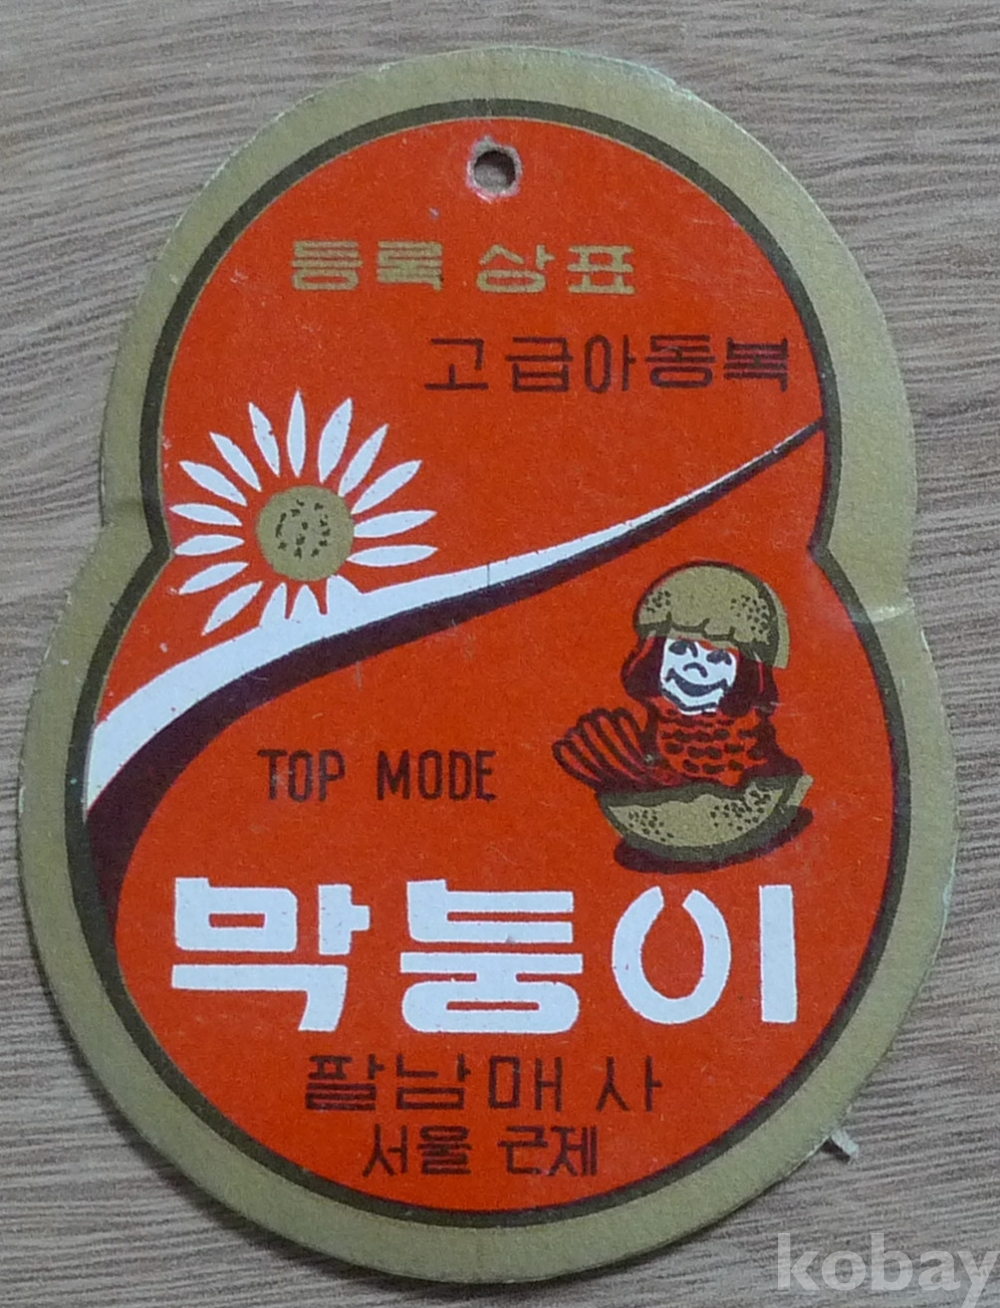 등록 상표
고급아동복
TOP MODE
막둥이
팔남매사
서울 근제
kobay